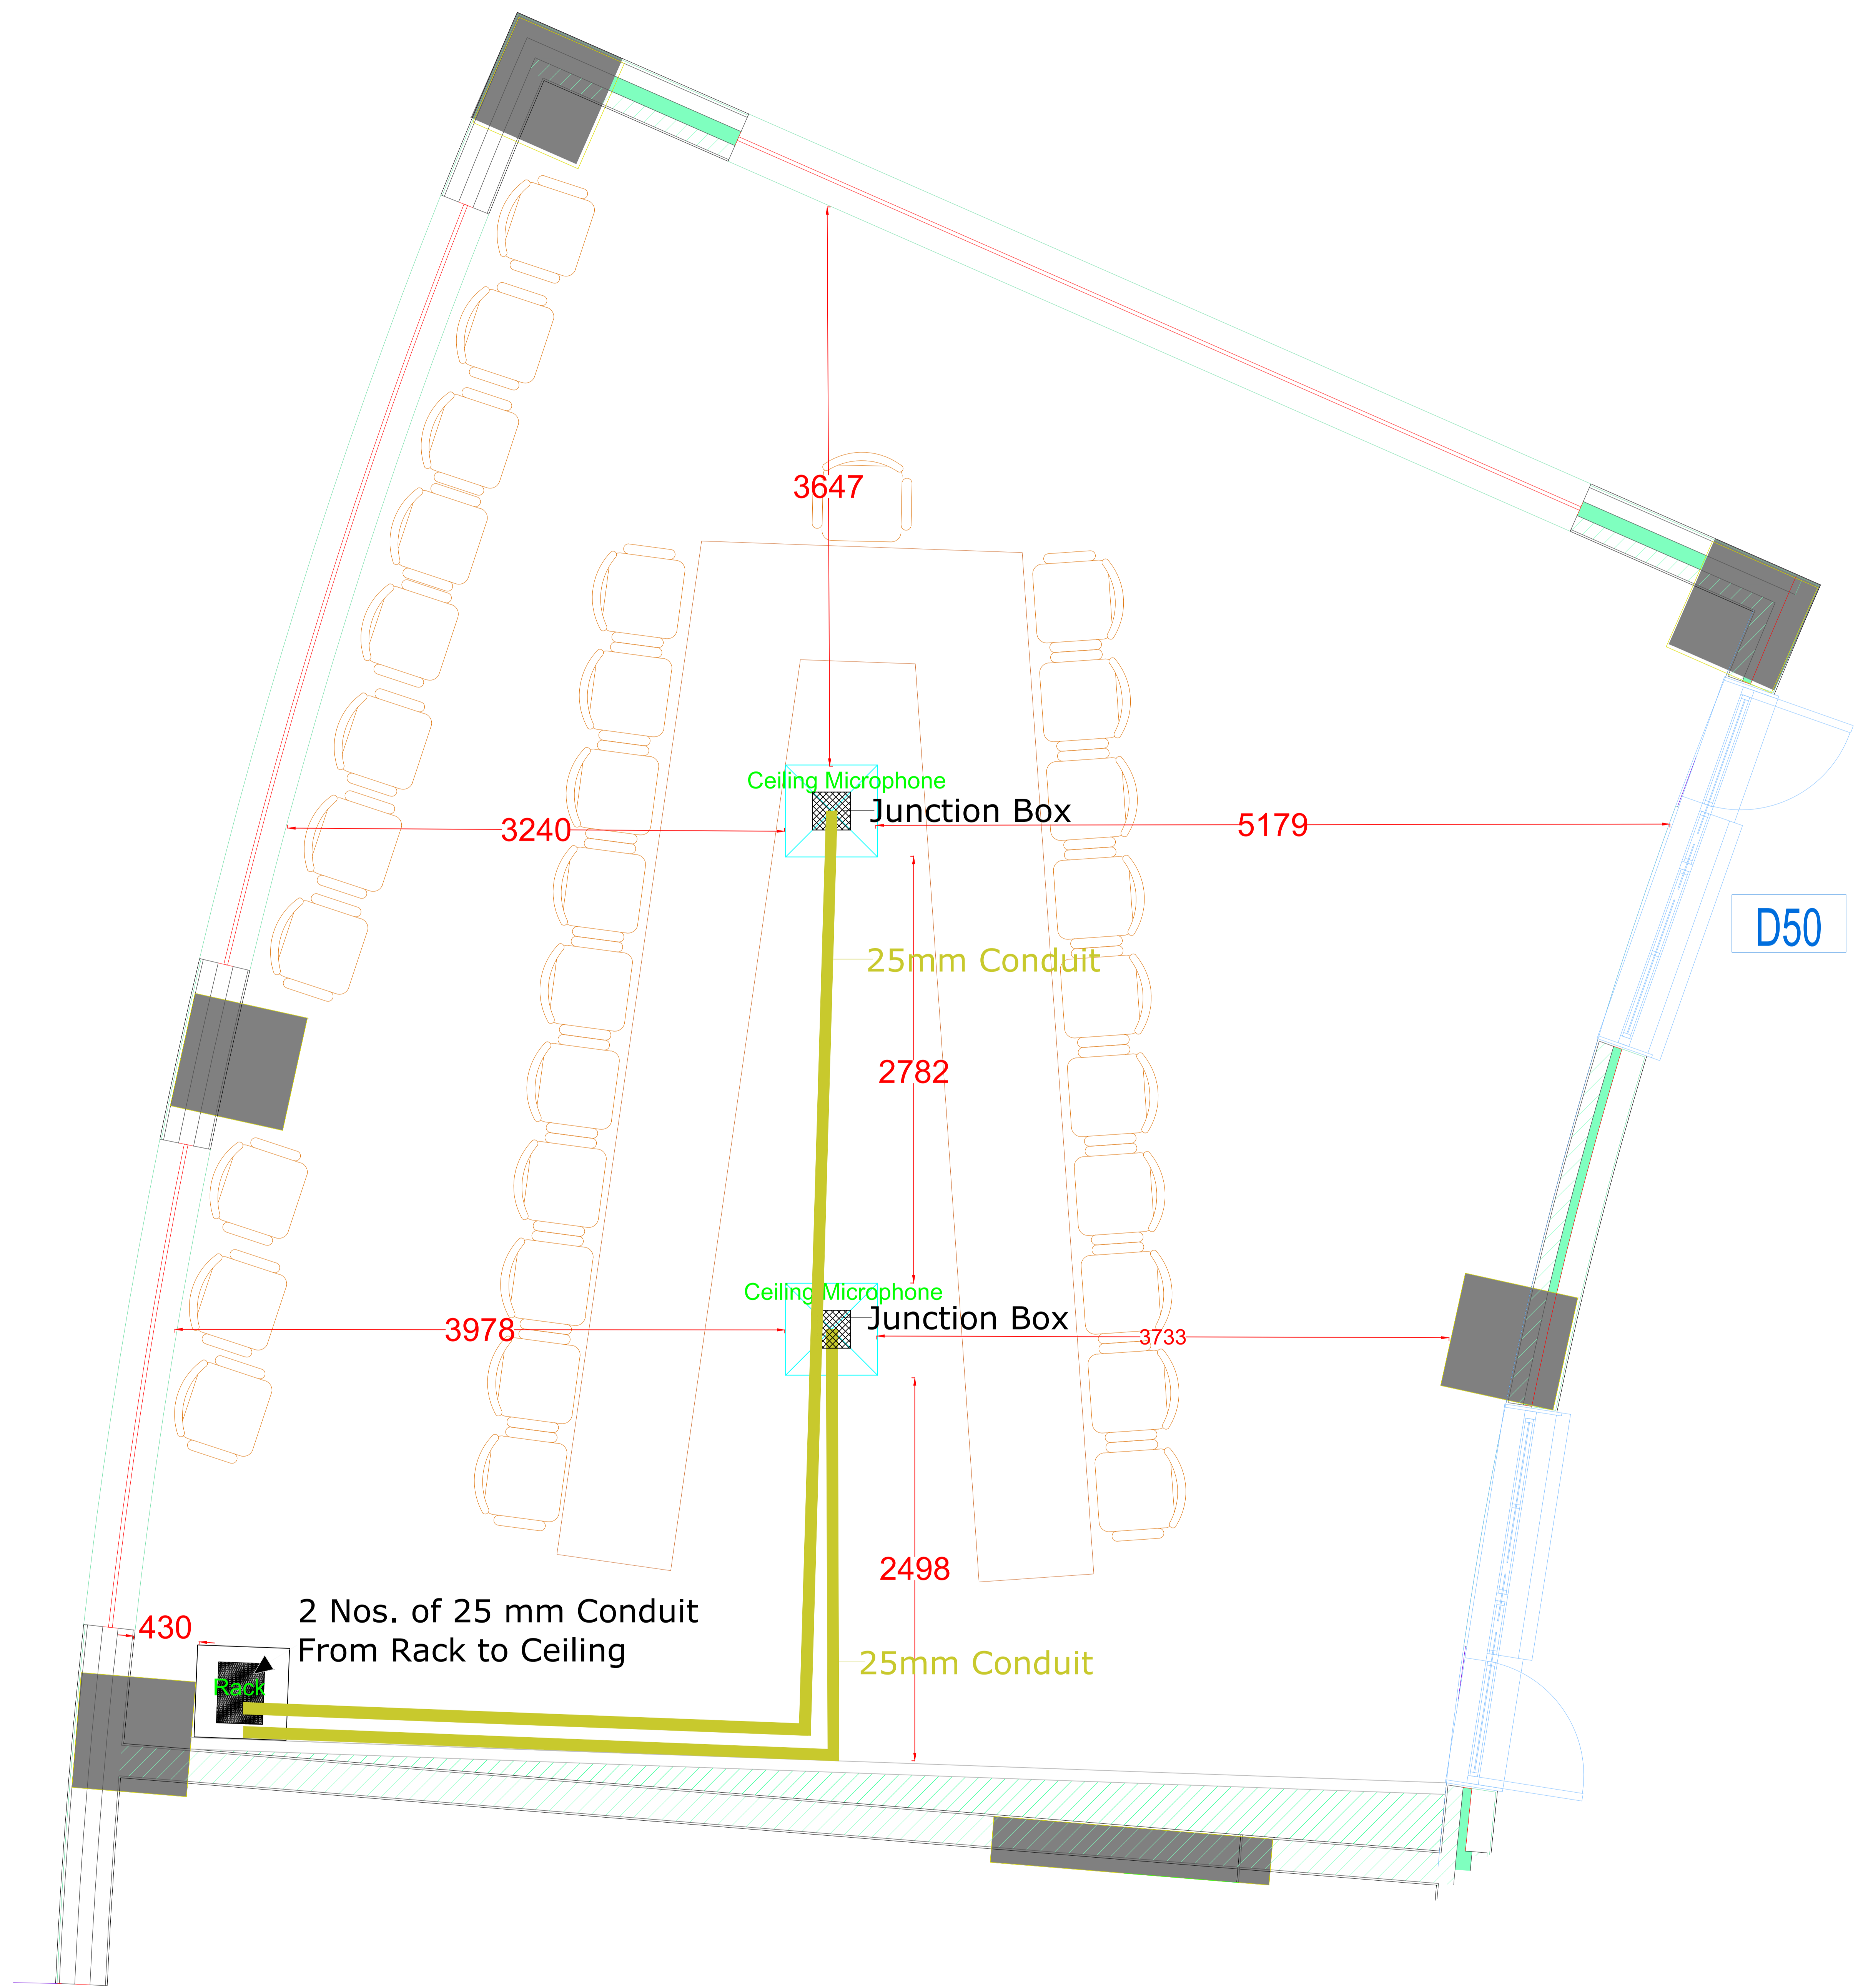 3647
Ceiling Microphone
Junction Box
3240
5179
D50
25mm Conduit
2782
Ceiling Microphone
Junction Box
3978
3733
2498
2 Nos. of 25 mm Conduit
From Rack to Ceiling
430
25mm Conduit
Rack